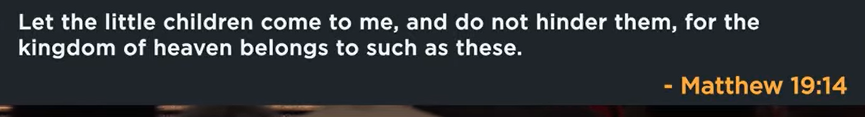 Let the little children come to me, and do not hinder them, for the
kingdom of heaven belongs to such as these.
- Matthew 19:14